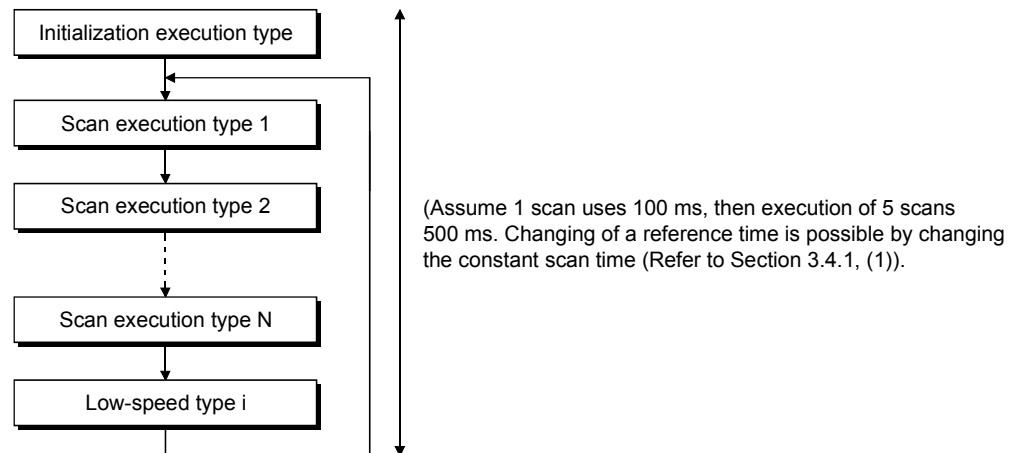 Initialization execution type
Scan execution type 1
Scan execution type 2
(Assume 1 scan uses 100 ms, then execution of 5 scans
500 ms. Changing of a reference time is possible by changing
the constant scan time (Refer to Section 3.4.1, (1)).
Scan execution type N
Low-speed type i